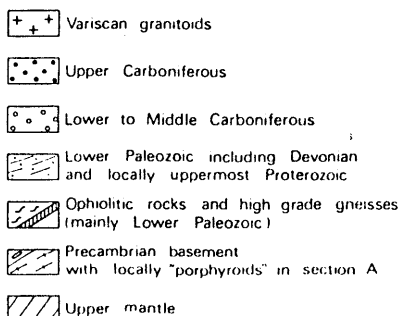 Variscan granitoids
Upper Carboniferous
Lower to Middle Carboniferous
Lower Paleozoic including Devonian
and locally uppermost Proterozoic
Ophiolitic rocks and high grade gneisses
(mainly Lower Paleozoic)
Precambrian basement
with locally "porphyroids" in section A
Upper mantle